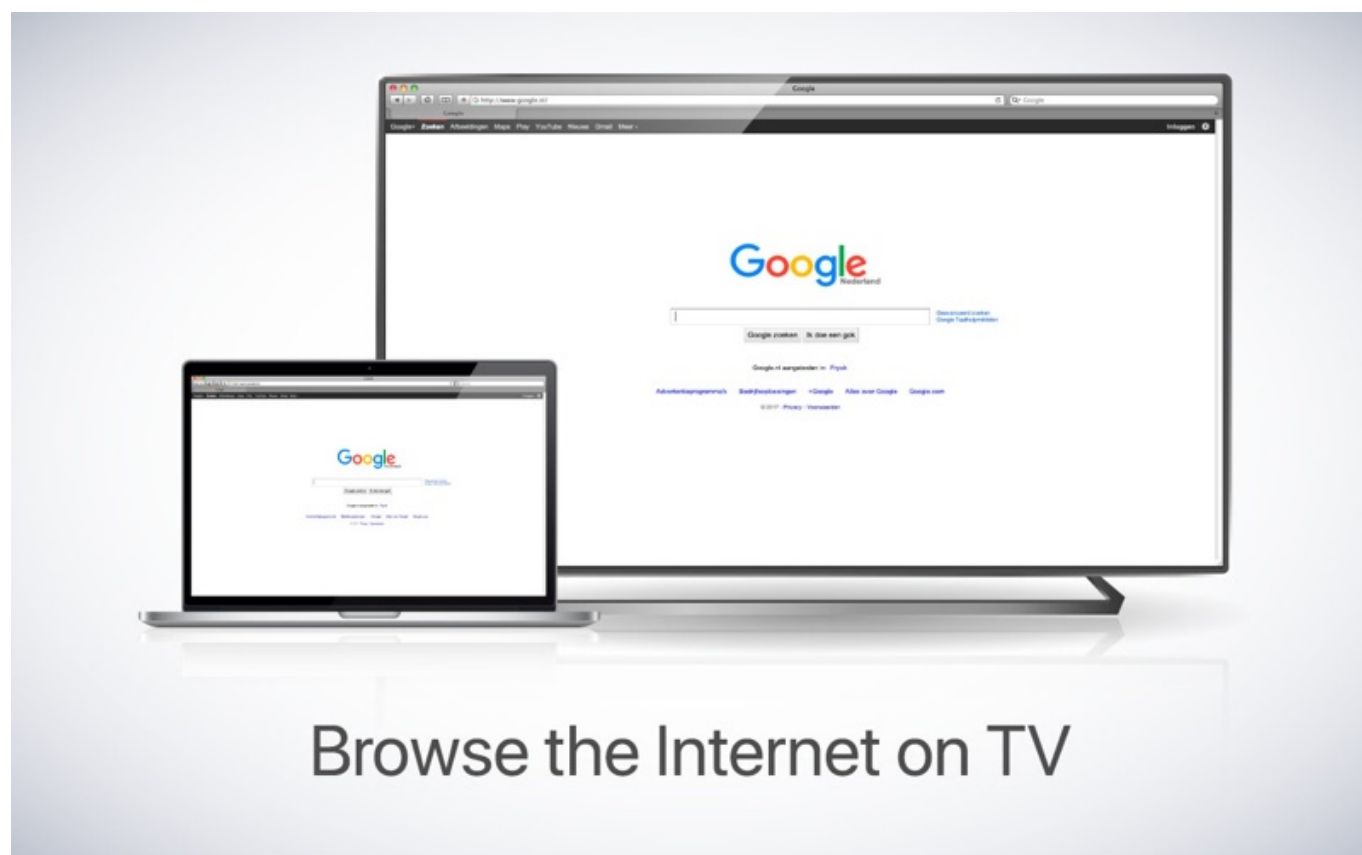 Google
http://www.google.nl/
Google
Google
Google+ Zoeken Afbeeldingen Maps Play YouTube Nieuws Gmail Meer
Inloggen
Google
Nederland
Geavanceerd zoeken
Google Taalhulpmiddelen
Google zoeken Ik doe een gok
Google.nl aangeboden in: Frysk
Advertentieprogramma's Bedrijfsoplossingen +Google Alles over Google Google.com
© 2017 - Privacy - Voorwaarden
Google
Browse the Internet on TV